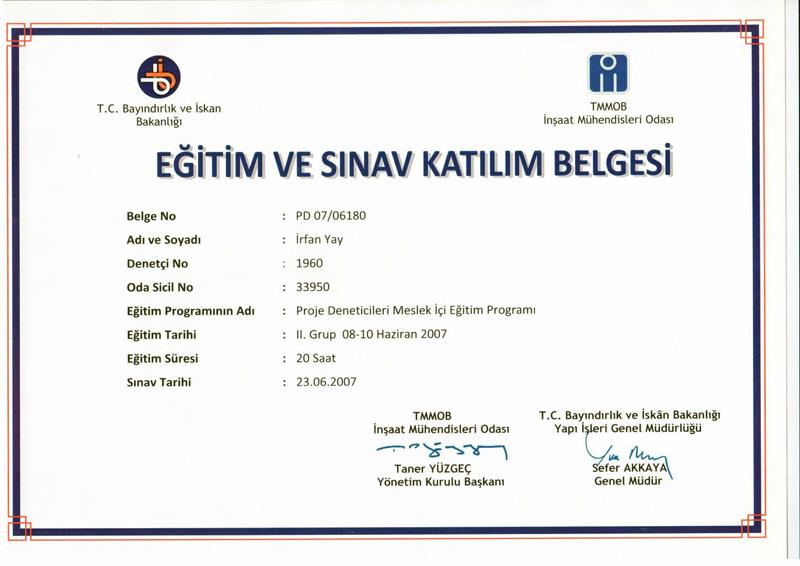 T.C. Bayındırlık ve İskan
Bakanlığı
TMMOB
İnşaat Mühendisleri Odası
EĞİTİM VE SINAV KATILIM BELGESİ
Belge No : PD 07/06180
Adı ve Soyadı : İrfan Yay
Denetçi No : 1960
Oda Sicil No : 33950
Eğitim Programının Adı : Proje Deneticileri Meslek İçi Eğitim Programı
Eğitim Tarihi : II. Grup 08-10 Haziran 2007
Eğitim Süresi : 20 Saat
Sınav Tarihi : 23.06.2007
TMMOB
İnşaat Mühendisleri Odası
Taner YÜZGEÇ
Yönetim Kurulu Başkanı
T.C. Bayındırlık ve İskân Bakanlığı
Yapı İşleri Genel Müdürlüğü
Sefer AKKAYA
Genel Müdür